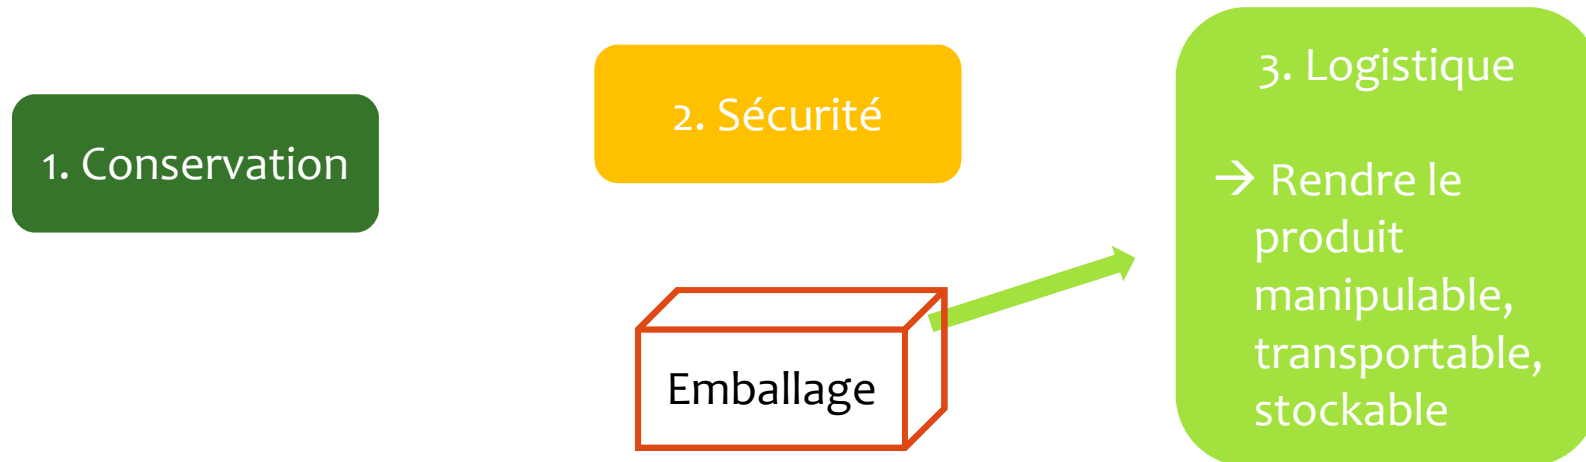 1. Conservation
2. Sécurité
3. Logistique
→ Rendre le
produit
manipulable,
transportable,
stockable
Emballage